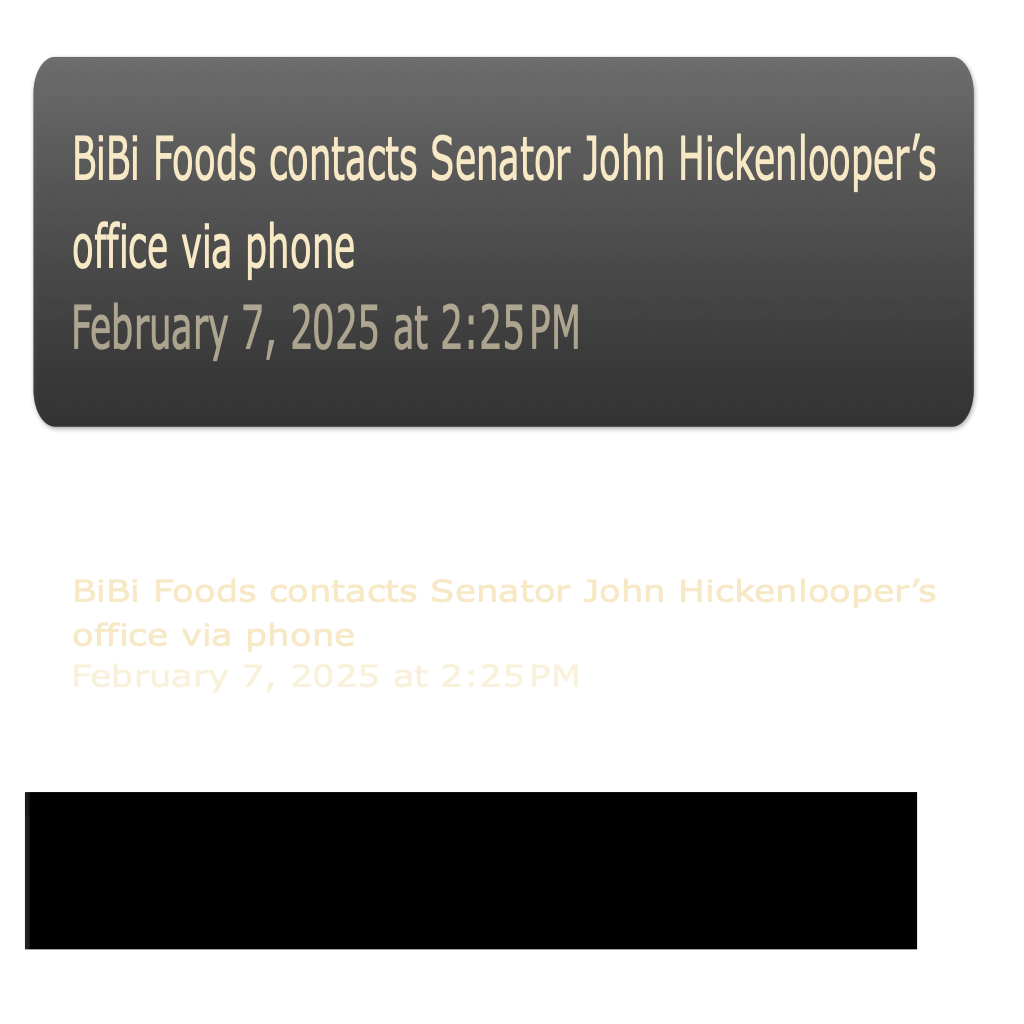 BiBi Foods contacts Senator John Hickenlooper’s
office via phone
February 7, 2025 at 2:25 PM
BiBi Foods contacts Senator John Hickenlooper’s
office via phone
February 7, 2025 at 2:25 PM